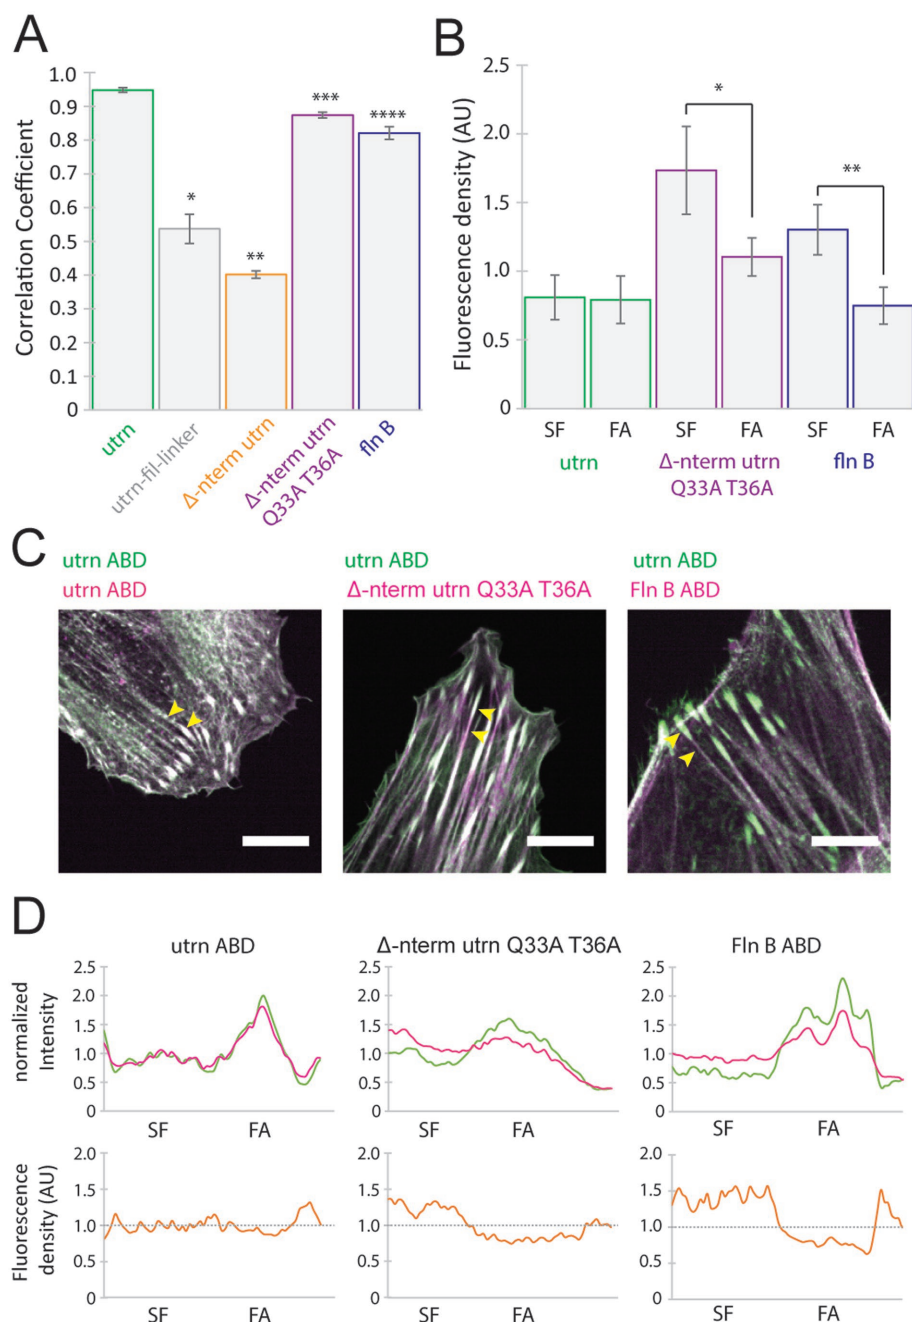 A
1.0
0.9
0.8
0.6
0.5
0.4
0.3
0.2
0.1
0
Correlation Coefficient
*
**
***
****
utrn
utrn-fil-linker
Δ-nterm utrn
Δ-nterm utrn
Q33A T36A
fln B
B
2.5
2.0
1.5
1.0
0.5
0
Fluorescence density (AU)
*
**
SF FA SF FA SF FA
utrn Δ-nterm utrn fln B
Q33A T36A
C
utrn ABD utrn ABD utrn ABD
utrn ABD Δ-nterm utrn Q33A T36A Fln B ABD
D
utrn ABD Δ-nterm utrn Q33A T36A Fln B ABD
normalized
Intensity
2.5 2.5 2.5
2.0 2.0 2.0
1.5 1.5 1.5
1.0 1.0 1.0
0.5 0.5 0.5
0 0 0
SF FA SF FA SF FA
Fluorescence
density (AU)
2.0 2.0 2.0
1.5 1.5 1.5
1.0 1.0 1.0
0.5 0.5 0.5
0 0 0
SF FA SF FA SF FA